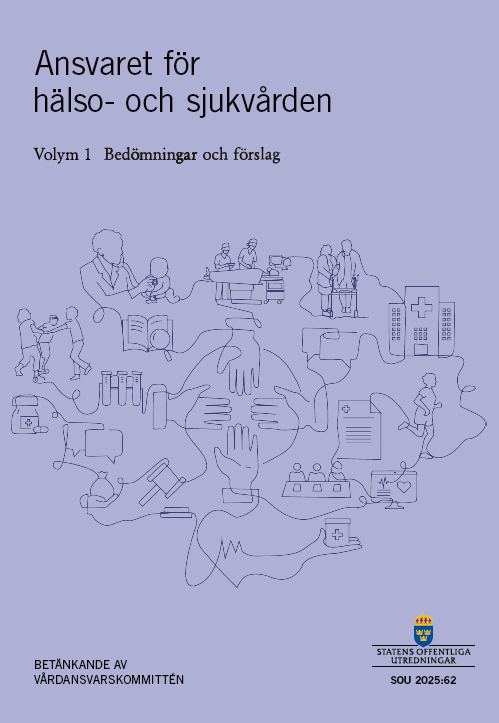 Ansvaret för
hälso- och sjukvården
Volym 1 Bedömningar och förslag
BETÄNKANDE AV
VÅRDANSVARSKOMMITTÉN
STATENS OFFENTLIGA
UTREDNINGAR
SOU 2025:62